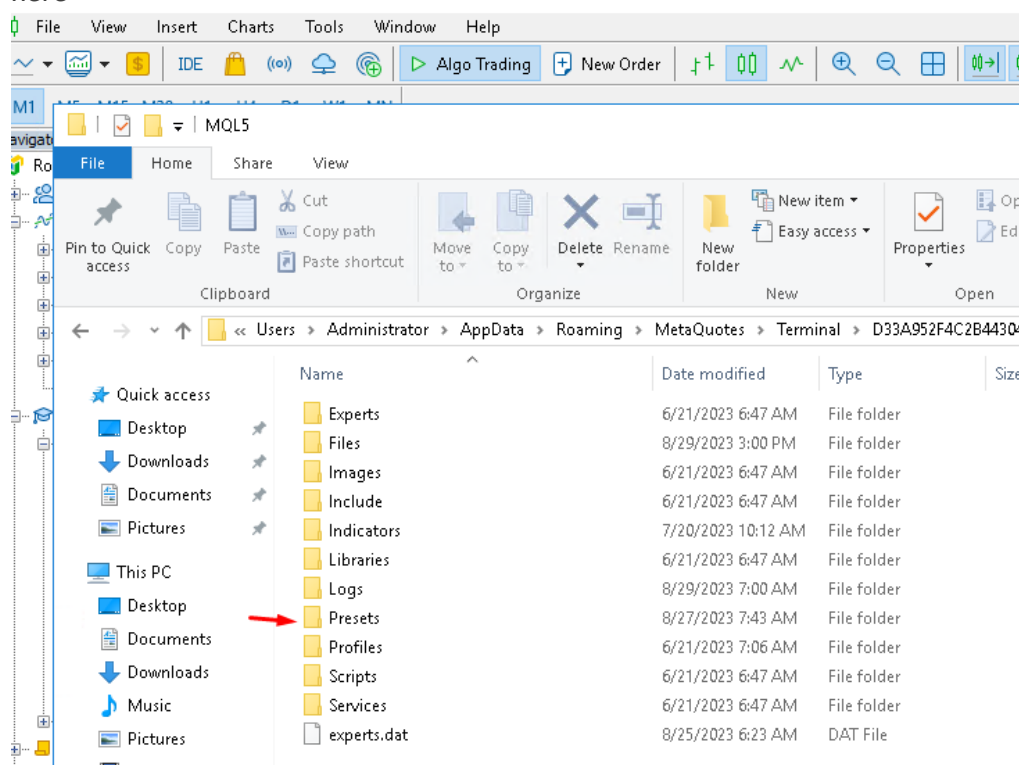 File View Insert Charts Tools Window Help
IDE Algo Trading New Order
M1
MQL5
File Home Share View
Pin to Quick access Copy Paste Cut
Copy path
Paste shortcut
Move to Copy to Delete Rename New folder New item
Easy access
Properties
Clipboard Organize New Open
« Users > Administrator > AppData > Roaming > MetaQuotes > Terminal > D33A952F4C2B44304
Name Date modified Type Size
Quick access
Desktop
Downloads
Documents
Pictures
This PC
Desktop
Documents
Downloads
Music
Pictures
Experts 6/21/2023 6:47 AM File folder
Files 8/29/2023 3:00 PM File folder
Images 6/21/2023 6:47 AM File folder
Include 6/21/2023 6:47 AM File folder
Indicators 7/20/2023 10:12 AM File folder
Libraries 6/21/2023 6:47 AM File folder
Logs 8/29/2023 7:00 AM File folder
Presets 8/27/2023 7:43 AM File folder
Profiles 6/21/2023 7:06 AM File folder
Scripts 6/21/2023 6:47 AM File folder
Services 6/21/2023 6:47 AM File folder
experts.dat 8/25/2023 6:23 AM DAT File